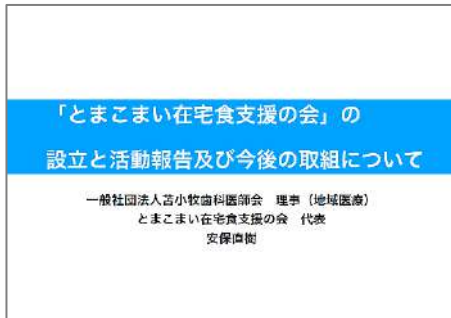 「とまこまい在宅食支援の会」の
設立と活動報告及び今後の取組について
一般社団法人苫小牧歯科医師会 理事（地域医療）
とまこまい在宅食支援の会 代表
安保直樹